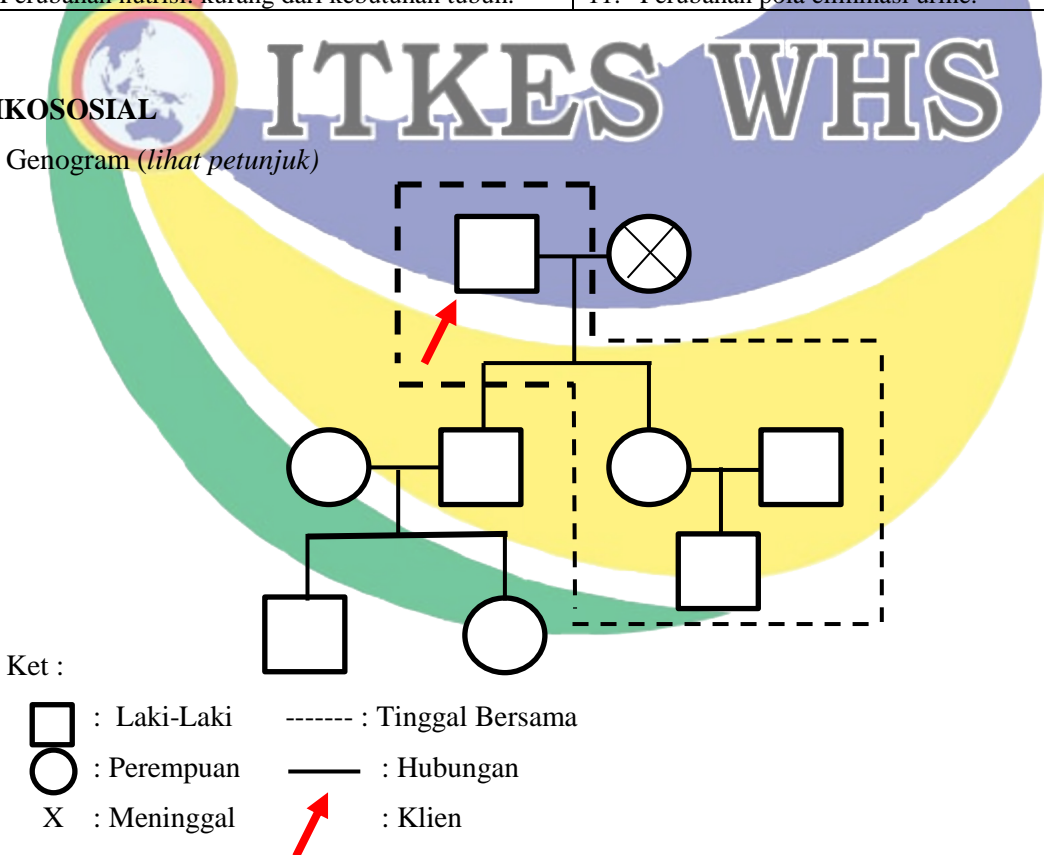 Perubahan nutrisi: kurang dari kebutuhan tubuh. 11. Perubahan pola eliminasi urine.
ITKES WHS
IKOSOSIAL
Genogram (lihat petunjuk)
Ket :
: Laki-Laki ------- : Tinggal Bersama
: Perempuan : Hubungan
X : Meninggal : Klien